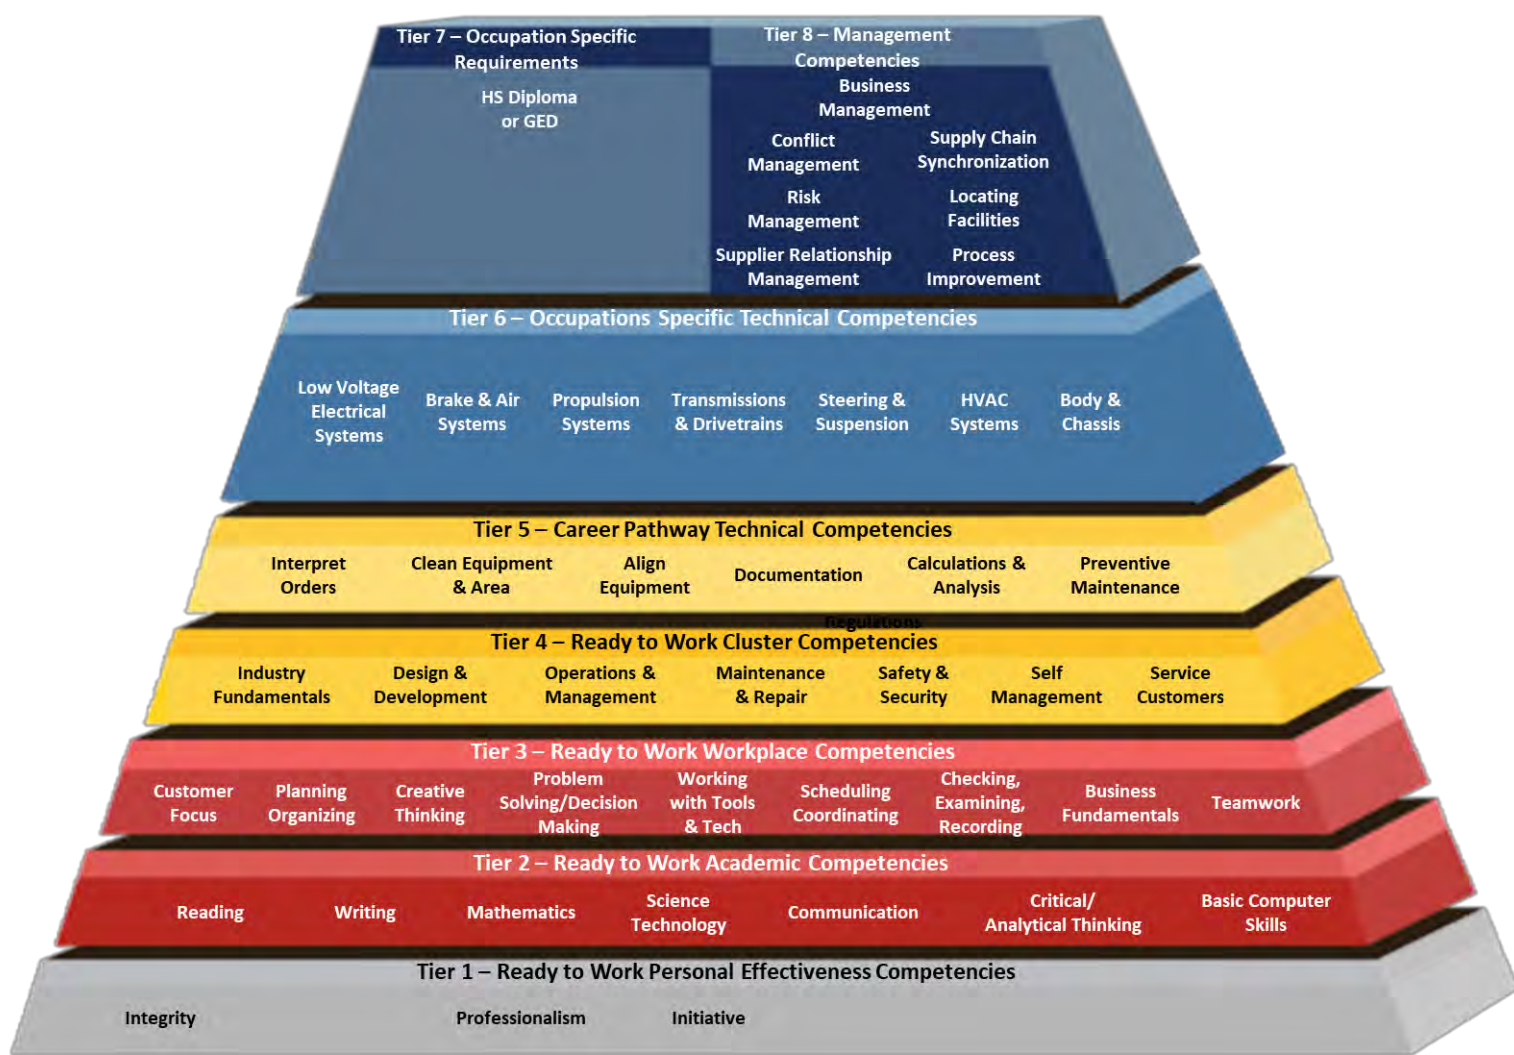 Tier 7 – Occupation Specific
Requirements
HS Diploma
or GED
Tier 8 – Management
Competencies
Business
Management
Conflict
Management
Supply Chain
Synchronization
Risk
Management
Locating
Facilities
Supplier Relationship
Management
Process
Improvement
Tier 6 – Occupations Specific Technical Competencies
Low Voltage
Electrical
Systems
Brake & Air
Systems
Propulsion
Systems
Transmissions
& Drivetrains
Steering &
Suspension
HVAC
Systems
Body &
Chassis
Tier 5 – Career Pathway Technical Competencies
Interpret
Orders
Clean Equipment
& Area
Align
Equipment
Documentation
Calculations &
Analysis
Preventive
Maintenance
Regulations
Tier 4 – Ready to Work Cluster Competencies
Industry
Fundamentals
Design &
Development
Operations &
Management
Maintenance
& Repair
Safety &
Security
Self
Management
Service
Customers
Tier 3 – Ready to Work Workplace Competencies
Customer
Focus
Planning
Organizing
Creative
Thinking
Problem
Solving/Decision
Making
Working
with Tools
& Tech
Scheduling
Coordinating
Checking,
Examining,
Recording
Business
Fundamentals
Teamwork
Tier 2 – Ready to Work Academic Competencies
Reading
Writing
Mathematics
Science
Technology
Communication
Critical/
Analytical Thinking
Basic Computer
Skills
Tier 1 – Ready to Work Personal Effectiveness Competencies
Integrity
Professionalism
Initiative